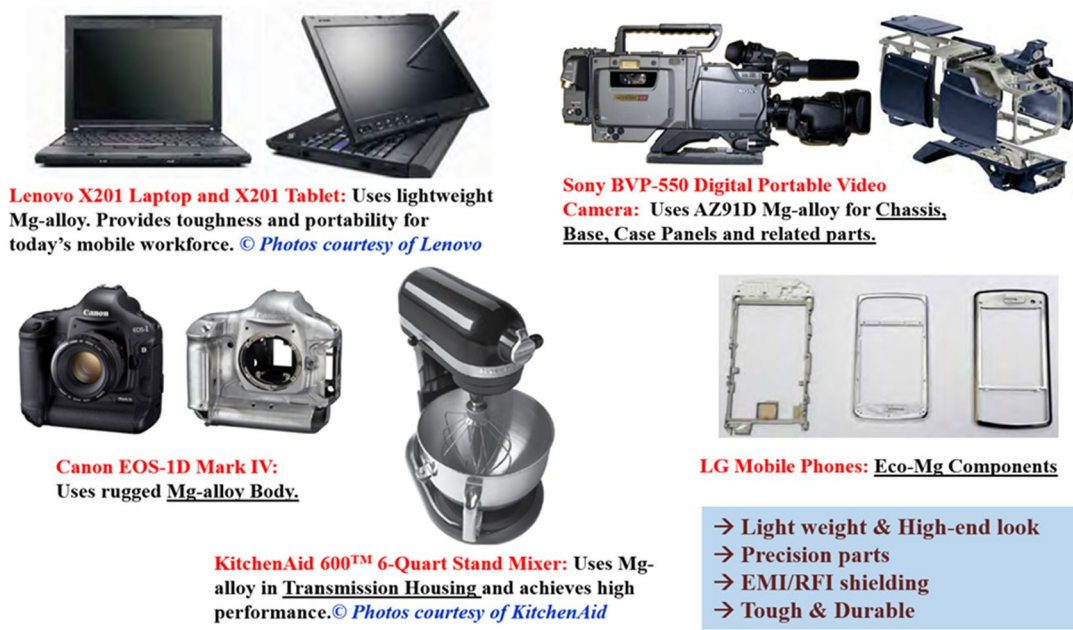 Lenovo X201 Laptop and X201 Tablet: Uses lightweight
Mg-alloy. Provides toughness and portability for
today's mobile workforce. © Photos courtesy of Lenovo
Sony BVP-550 Digital Portable Video
Camera: Uses AZ91D Mg-alloy for Chassis,
Base, Case Panels and related parts.
Canon
EOS-1
D
Canon EOS-1D Mark IV:
Uses rugged Mg-alloy Body.
KitchenAid 600™ 6-Quart Stand Mixer: Uses Mg-
alloy in Transmission Housing and achieves high
performance.© Photos courtesy of KitchenAid
LG Mobile Phones: Eco-Mg Components
→ Light weight & High-end look
→ Precision parts
→ EMI/RFI shielding
→ Tough & Durable